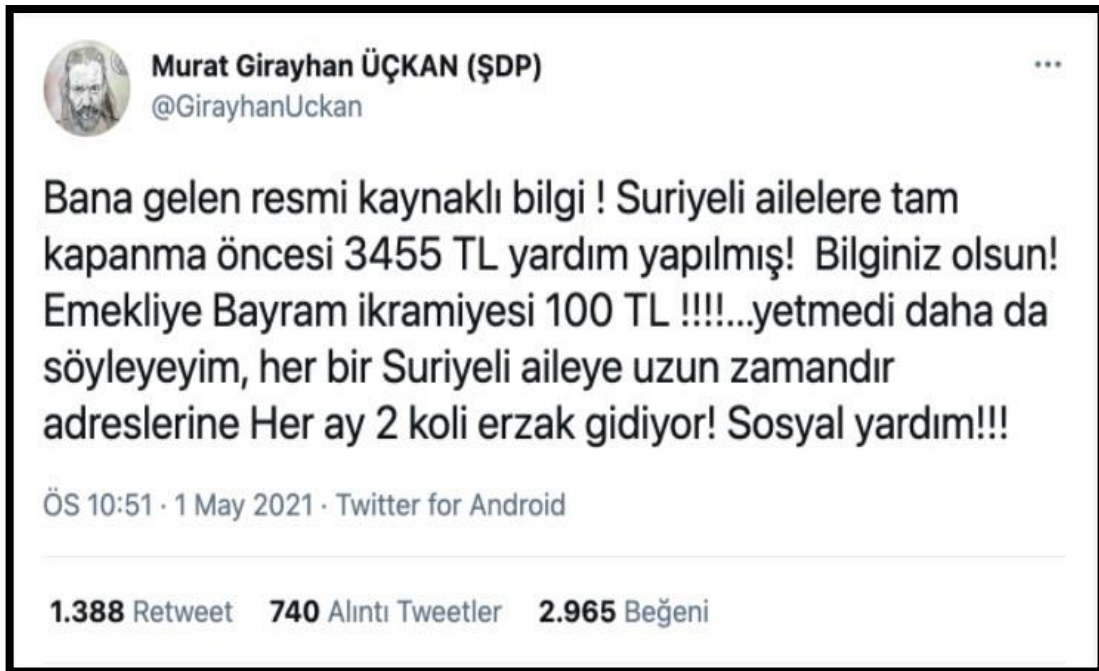 Murat Girayhan ÜÇKAN (ŞDP)
@GirayhanUckan
Bana gelen resmi kaynaklı bilgi ! Suriyeli ailelere tam
kapanma öncesi 3455 TL yardım yapılmış!  Bilginiz olsun!
Emekliye Bayram ikramiyesi 100 TL !!!!...yetmedi daha da
söyleyeyim, her bir Suriyeli aileye uzun zamandır
adreslerine Her ay 2 koli erzak gidiyor! Sosyal yardım!!!
ÖS 10:51 · 1 May 2021 · Twitter for Android
1.388 Retweet 740 Alıntı Tweetler 2.965 Beğeni